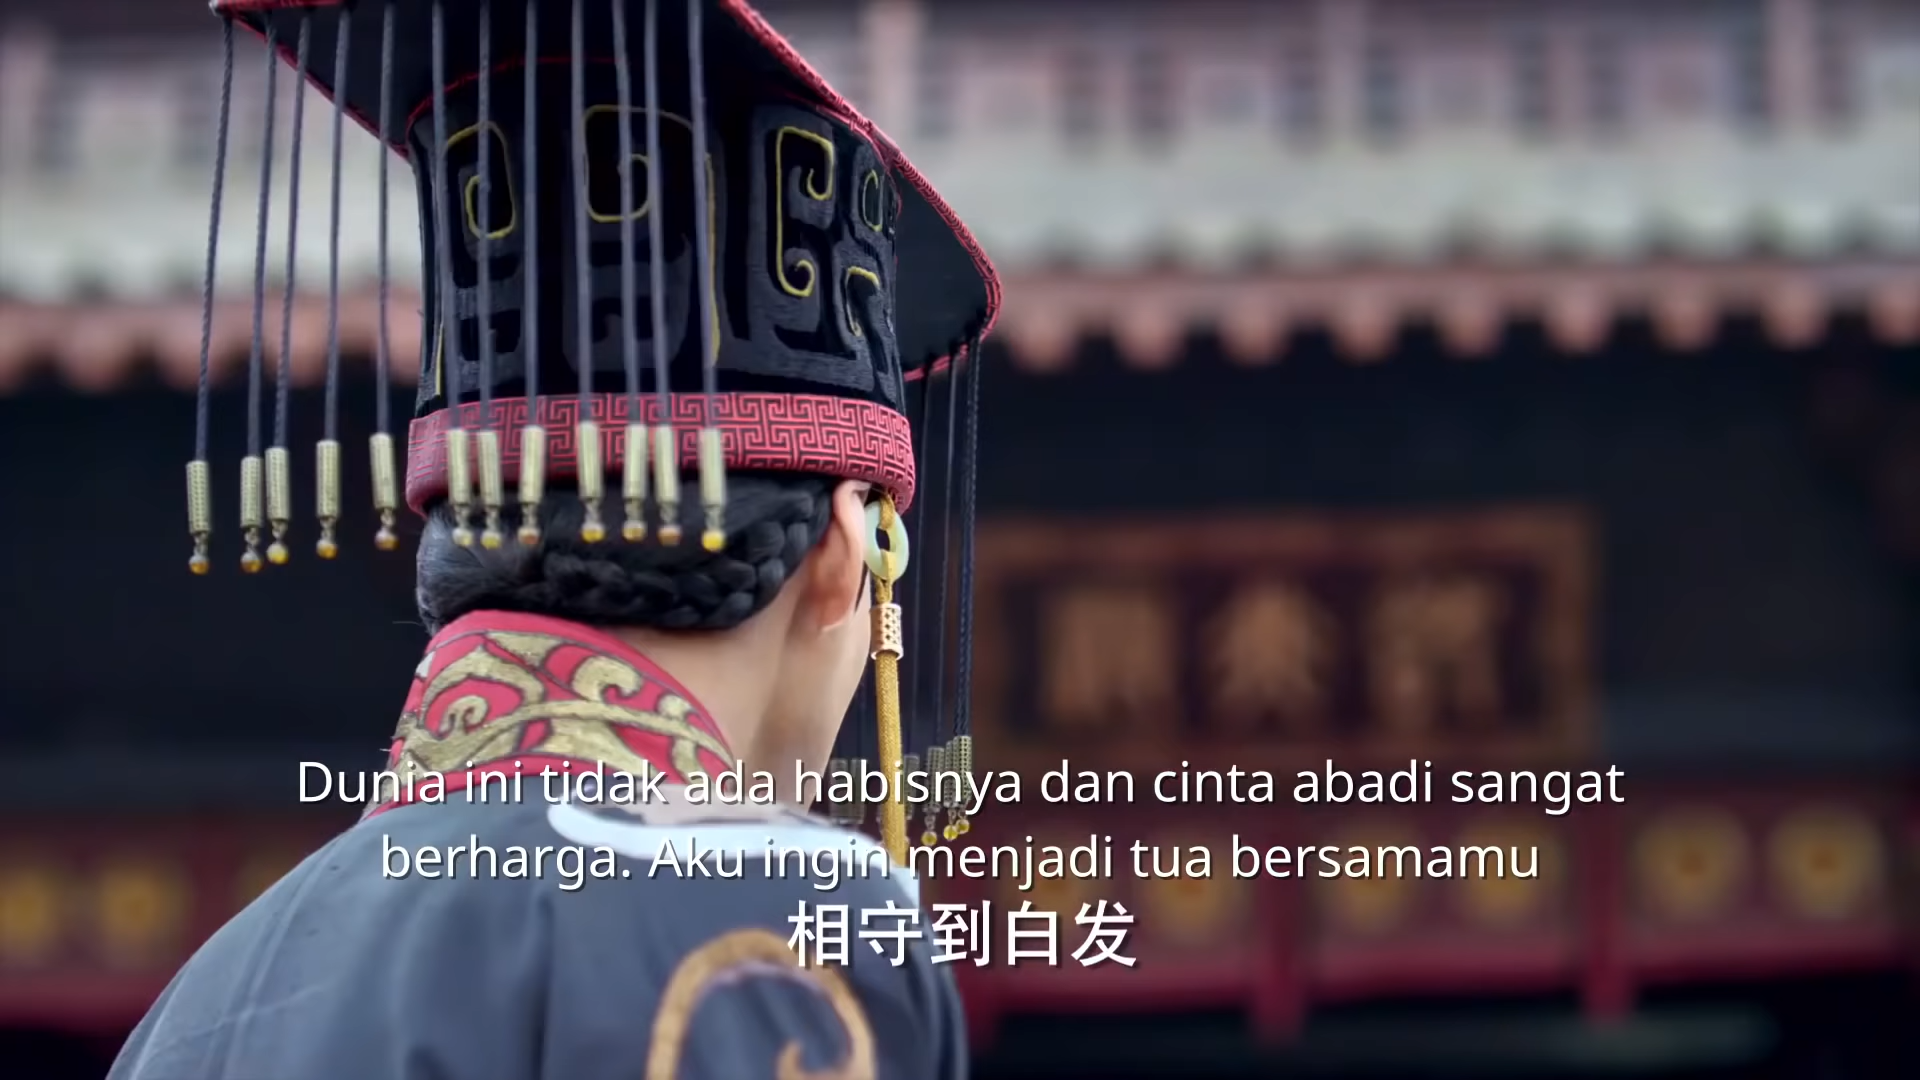 Dunia ini tidak ada habisnya dan cinta abadi sangat
berharga. Aku ingin menjadi tua bersamamu
相守到白发